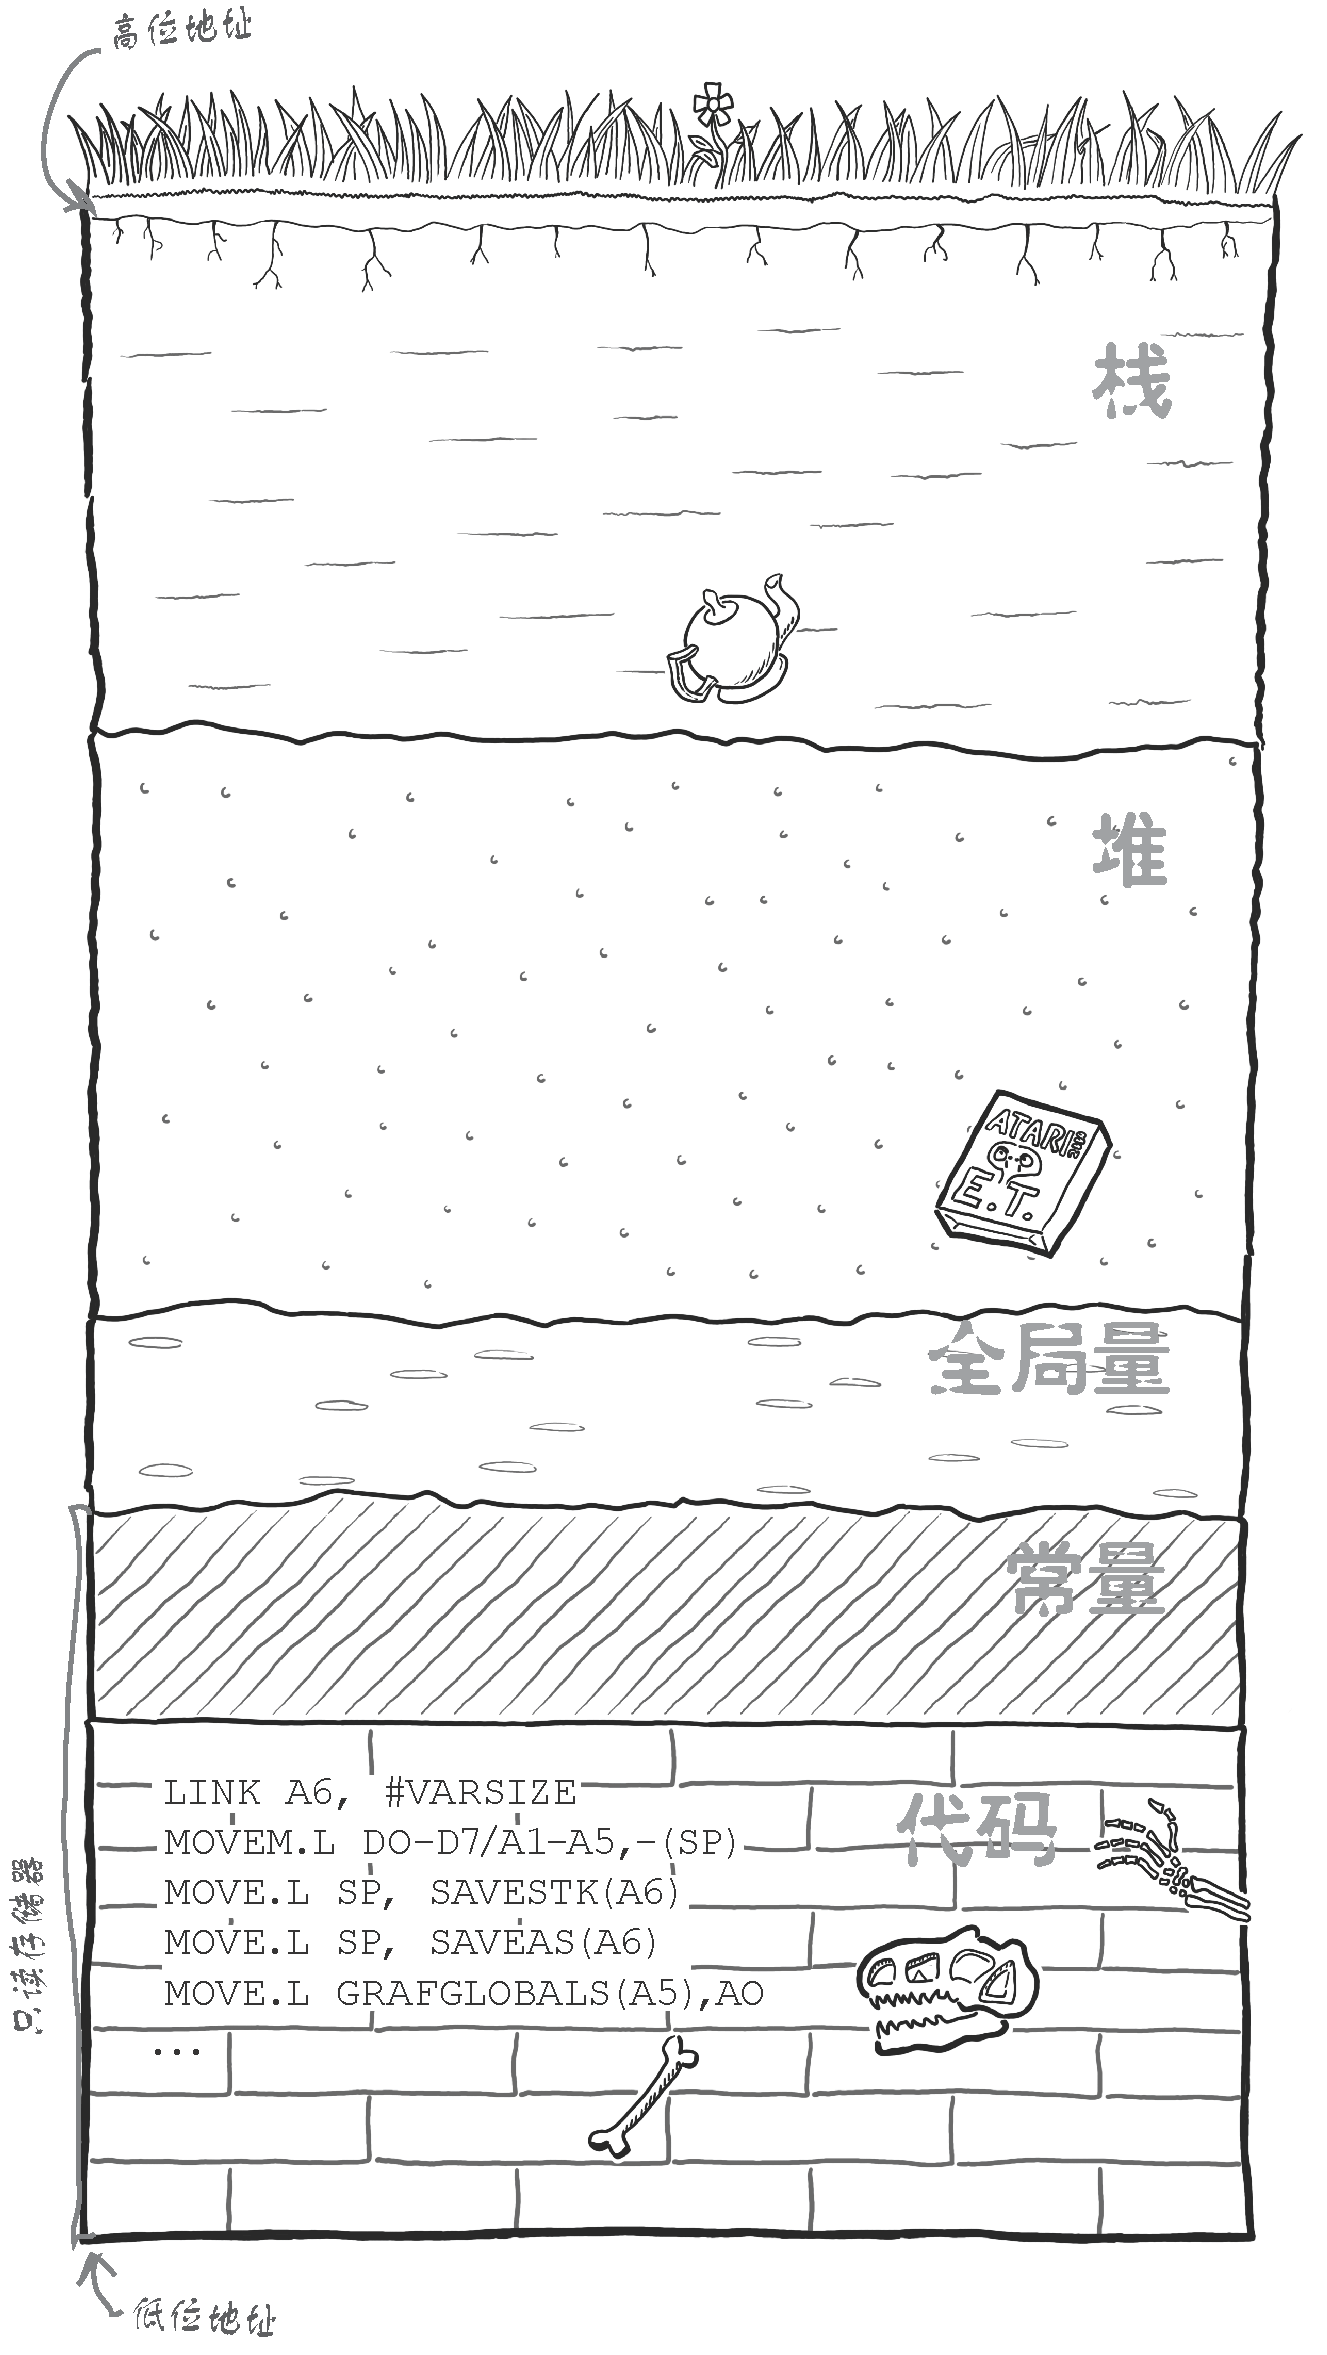 高位地址
栈
堆
ATARI 2600
E.T.
全局量
常量
只读存储器
代码
LINK A6, #VARSIZE
MOVEM.L DO-D7/A1-A5,-(SP)
MOVE.L SP, SAVESTK(A6)
MOVE.L SP, SAVEAS(A6)
MOVE.L GRAFGLOBALS(A5),AO
...
低位地址